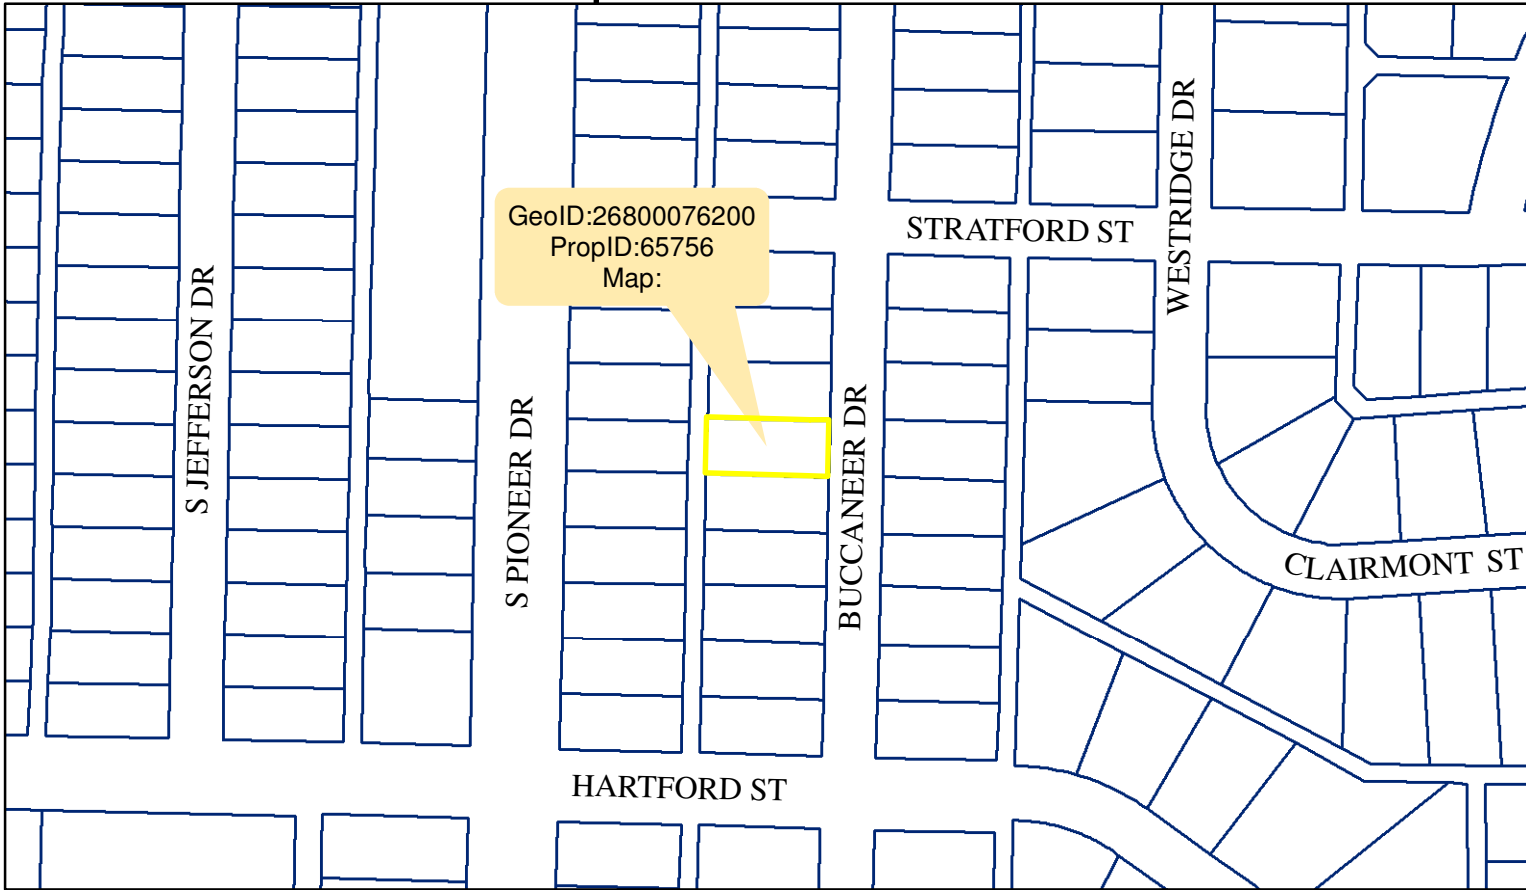 GeoID:26800076200
PropID:65756
Map:
STRATFORD ST
WESTRIDGE DR
S JEFFERSON DR
S PIONEER DR
BUCCANEER DR
CLAIRMONT ST
HARTFORD ST